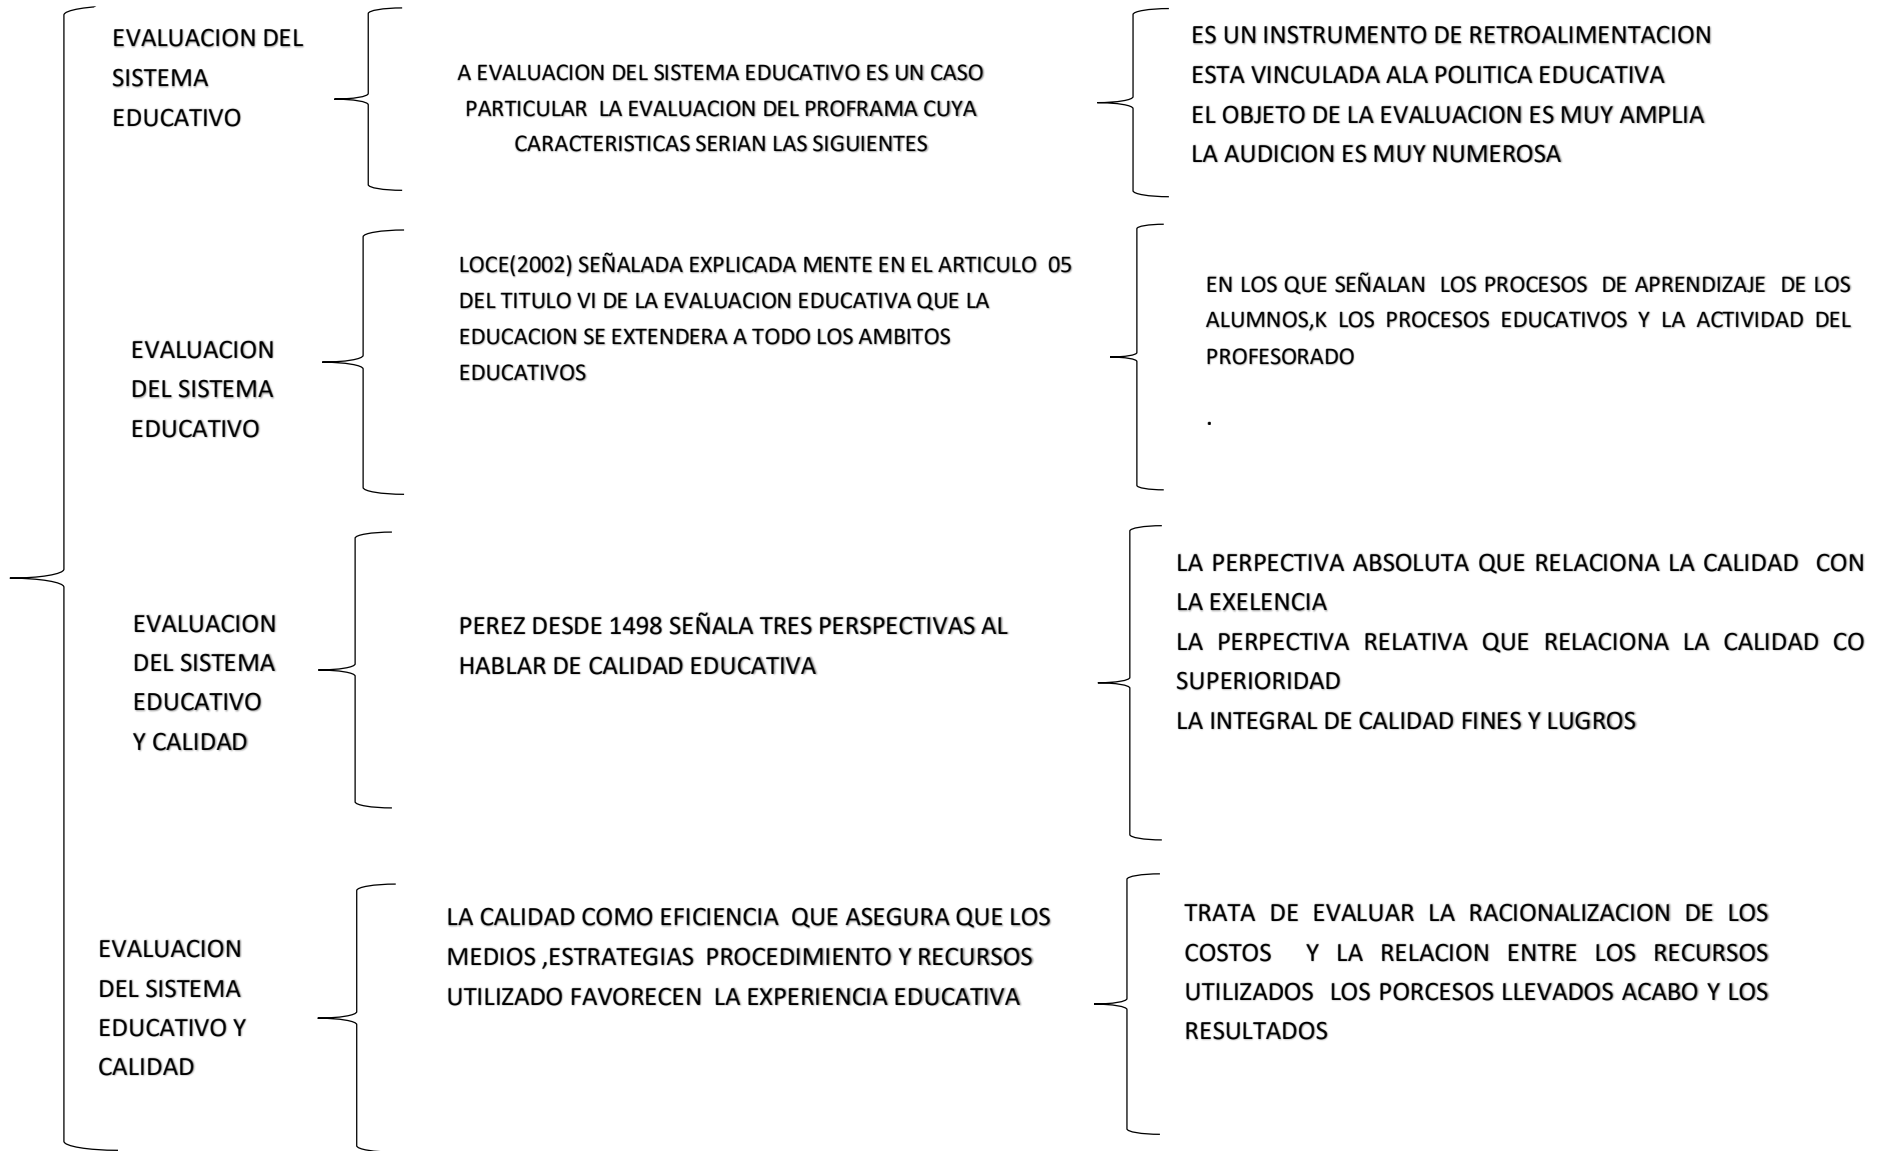 EVALUACION DEL
SISTEMA
EDUCATIVO
A EVALUACION DEL SISTEMA EDUCATIVO ES UN CASO
PARTICULAR LA EVALUACION DEL PROFRAMA CUYA
CARACTERISTICAS SERIAN LAS SIGUIENTES
ES UN INSTRUMENTO DE RETROALIMENTACION
ESTA VINCULADA ALA POLITICA EDUCATIVA
EL OBJETO DE LA EVALUACION ES MUY AMPLIA
LA AUDICION ES MUY NUMEROSA
EVALUACION
DEL SISTEMA
EDUCATIVO
LOCE(2002) SEÑALADA EXPLICADA MENTE EN EL ARTICULO 05
DEL TITULO VI DE LA EVALUACION EDUCATIVA QUE LA
EDUCACION SE EXTENDERA A TODO LOS AMBITOS
EDUCATIVOS
EN LOS QUE SEÑALAN LOS PROCESOS DE APRENDIZAJE DE LOS
ALUMNOS,K LOS PROCESOS EDUCATIVOS Y LA ACTIVIDAD DEL
PROFESORADO
.
EVALUACION
DEL SISTEMA
EDUCATIVO
Y CALIDAD
PEREZ DESDE 1498 SEÑALA TRES PERSPECTIVAS AL
HABLAR DE CALIDAD EDUCATIVA
LA PERPECTIVA ABSOLUTA QUE RELACIONA LA CALIDAD CON
LA EXELENCIA
LA PERPECTIVA RELATIVA QUE RELACIONA LA CALIDAD CO
SUPERIORIDAD
LA INTEGRAL DE CALIDAD FINES Y LUGROS
EVALUACION
DEL SISTEMA
EDUCATIVO Y
CALIDAD
LA CALIDAD COMO EFICIENCIA QUE ASEGURA QUE LOS
MEDIOS ,ESTRATEGIAS PROCEDIMIENTO Y RECURSOS
UTILIZADO FAVORECEN LA EXPERIENCIA EDUCATIVA
TRATA DE EVALUAR LA RACIONALIZACION DE LOS
COSTOS Y LA RELACION ENTRE LOS RECURSOS
UTILIZADOS LOS PORCESOS LLEVADOS ACABO Y LOS
RESULTADOS